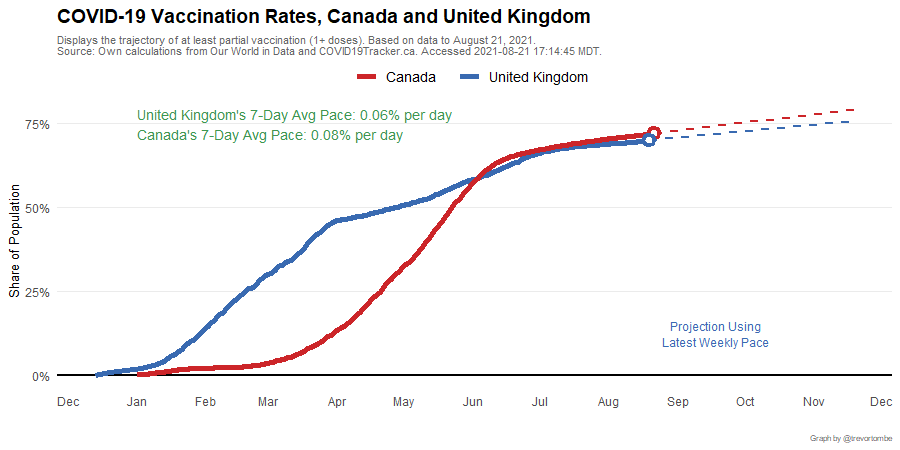 COVID-19 Vaccination Rates, Canada and United Kingdom
Displays the trajectory of at least partial vaccination (1+ doses). Based on data to August 21, 2021.
Source: Own calculations from Our World in Data and COVID19Tracker.ca. Accessed 2021-08-21 17:14:45 MDT.
Canada United Kingdom
United Kingdom's 7-Day Avg Pace: 0.06% per day
Canada's 7-Day Avg Pace: 0.08% per day
75%
50%
25%
0%
Share of Population
Projection Using
Latest Weekly Pace
Dec Jan Feb Mar Apr May Jun Jul Aug Sep Oct Nov Dec
Graph by @trevortombe